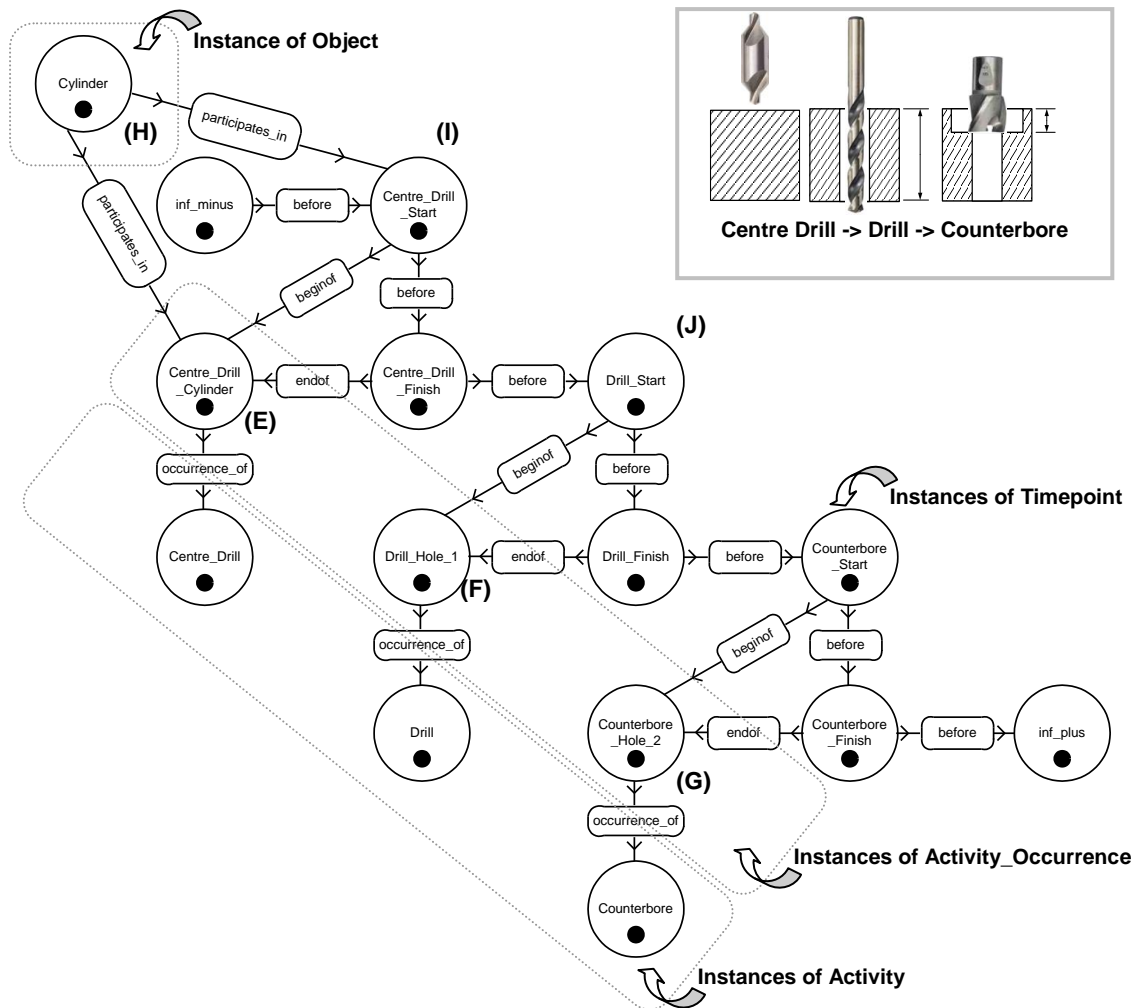 Instance of Object
Cylinder
(H)
participates_in
(I)
participates_in
inf_minus
before
Centre_Drill
_Start
Centre Drill -> Drill -> Counterbore
beginof
before
(J)
Centre_Drill
_Cylinder
endof
Centre_Drill
_Finish
before
Drill_Start
(E)
occurrence_of
beginof
before
Instances of Timepoint
Centre_Drill
Drill_Hole_1
endof
Drill_Finish
before
Counterbore
_Start
(F)
occurrence_of
beginof
before
Drill
Counterbore
_Hole_2
endof
Counterbore
_Finish
before
inf_plus
(G)
occurrence_of
Instances of Activity_Occurrence
Counterbore
Instances of Activity